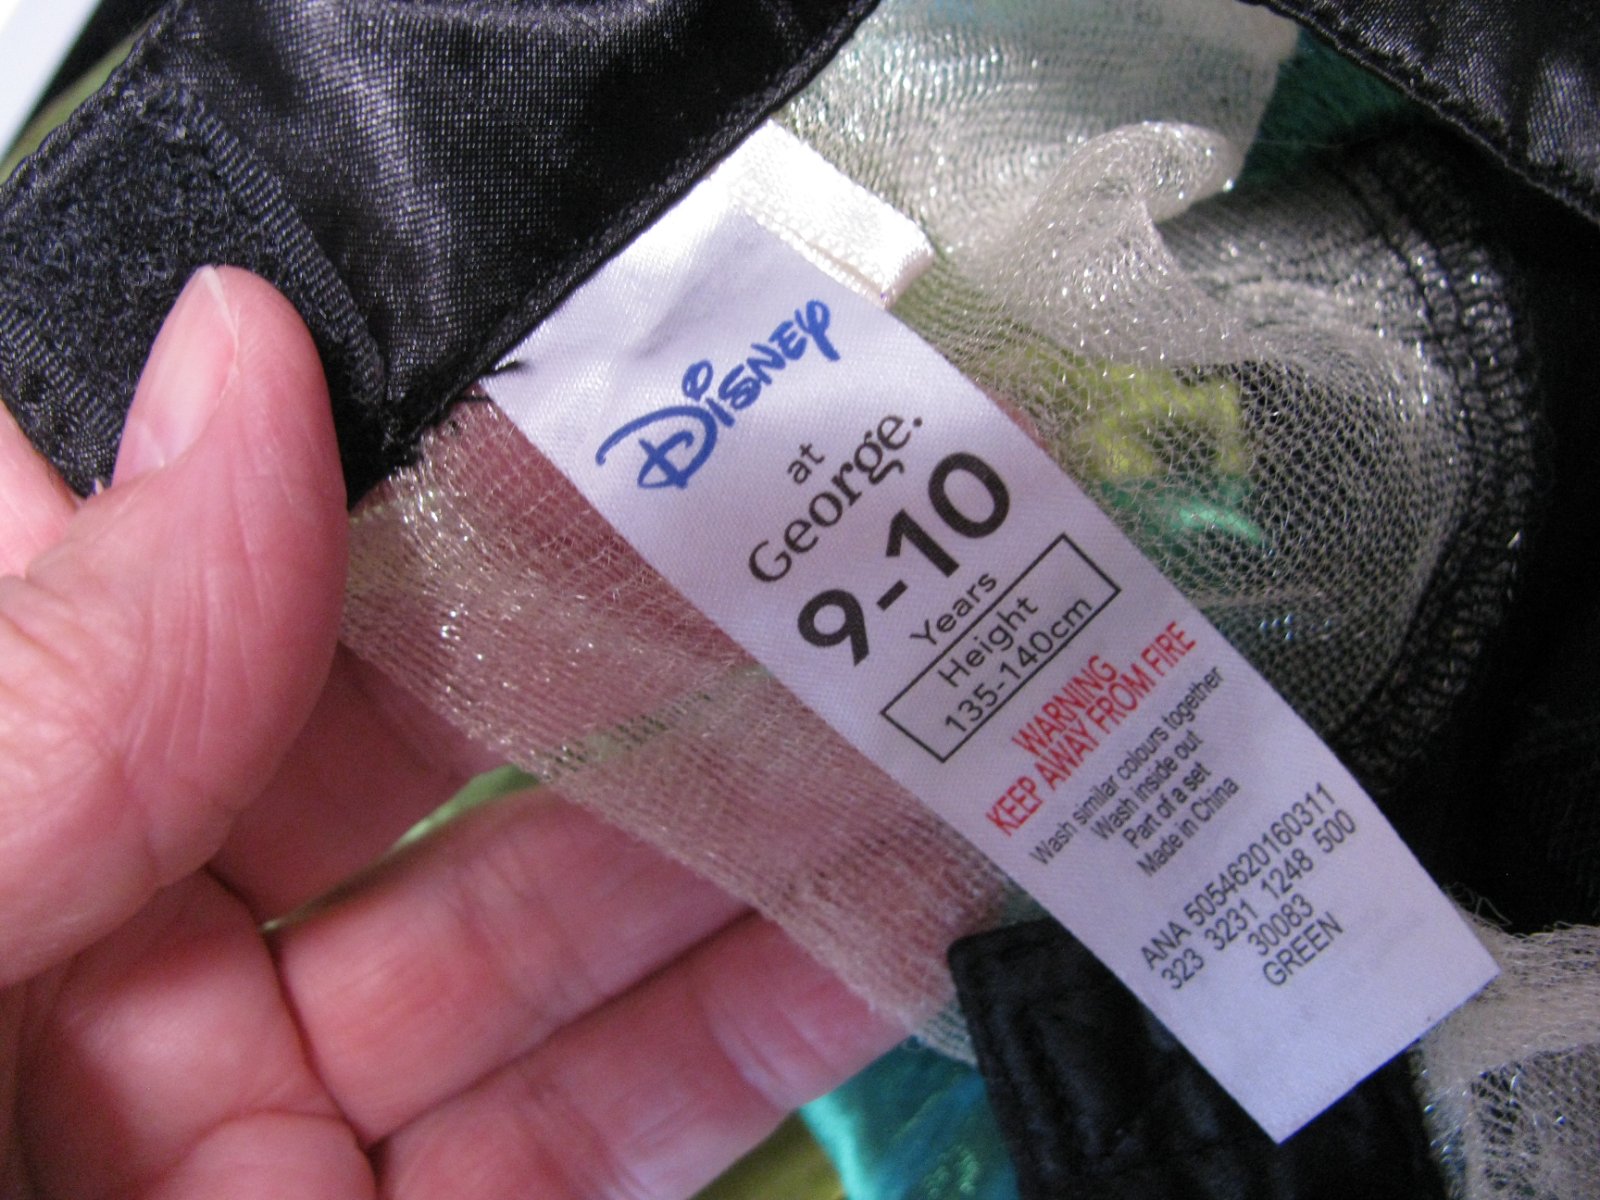 Disney
at
George.
9-10
Years
Height
135-140cm
WARNING
KEEP AWAY FROM FIRE
Wash similar colours together
Wash inside out
Part of a set
Made in China
ANA 5054620160311
323 3231 1248 500
30083
GREEN